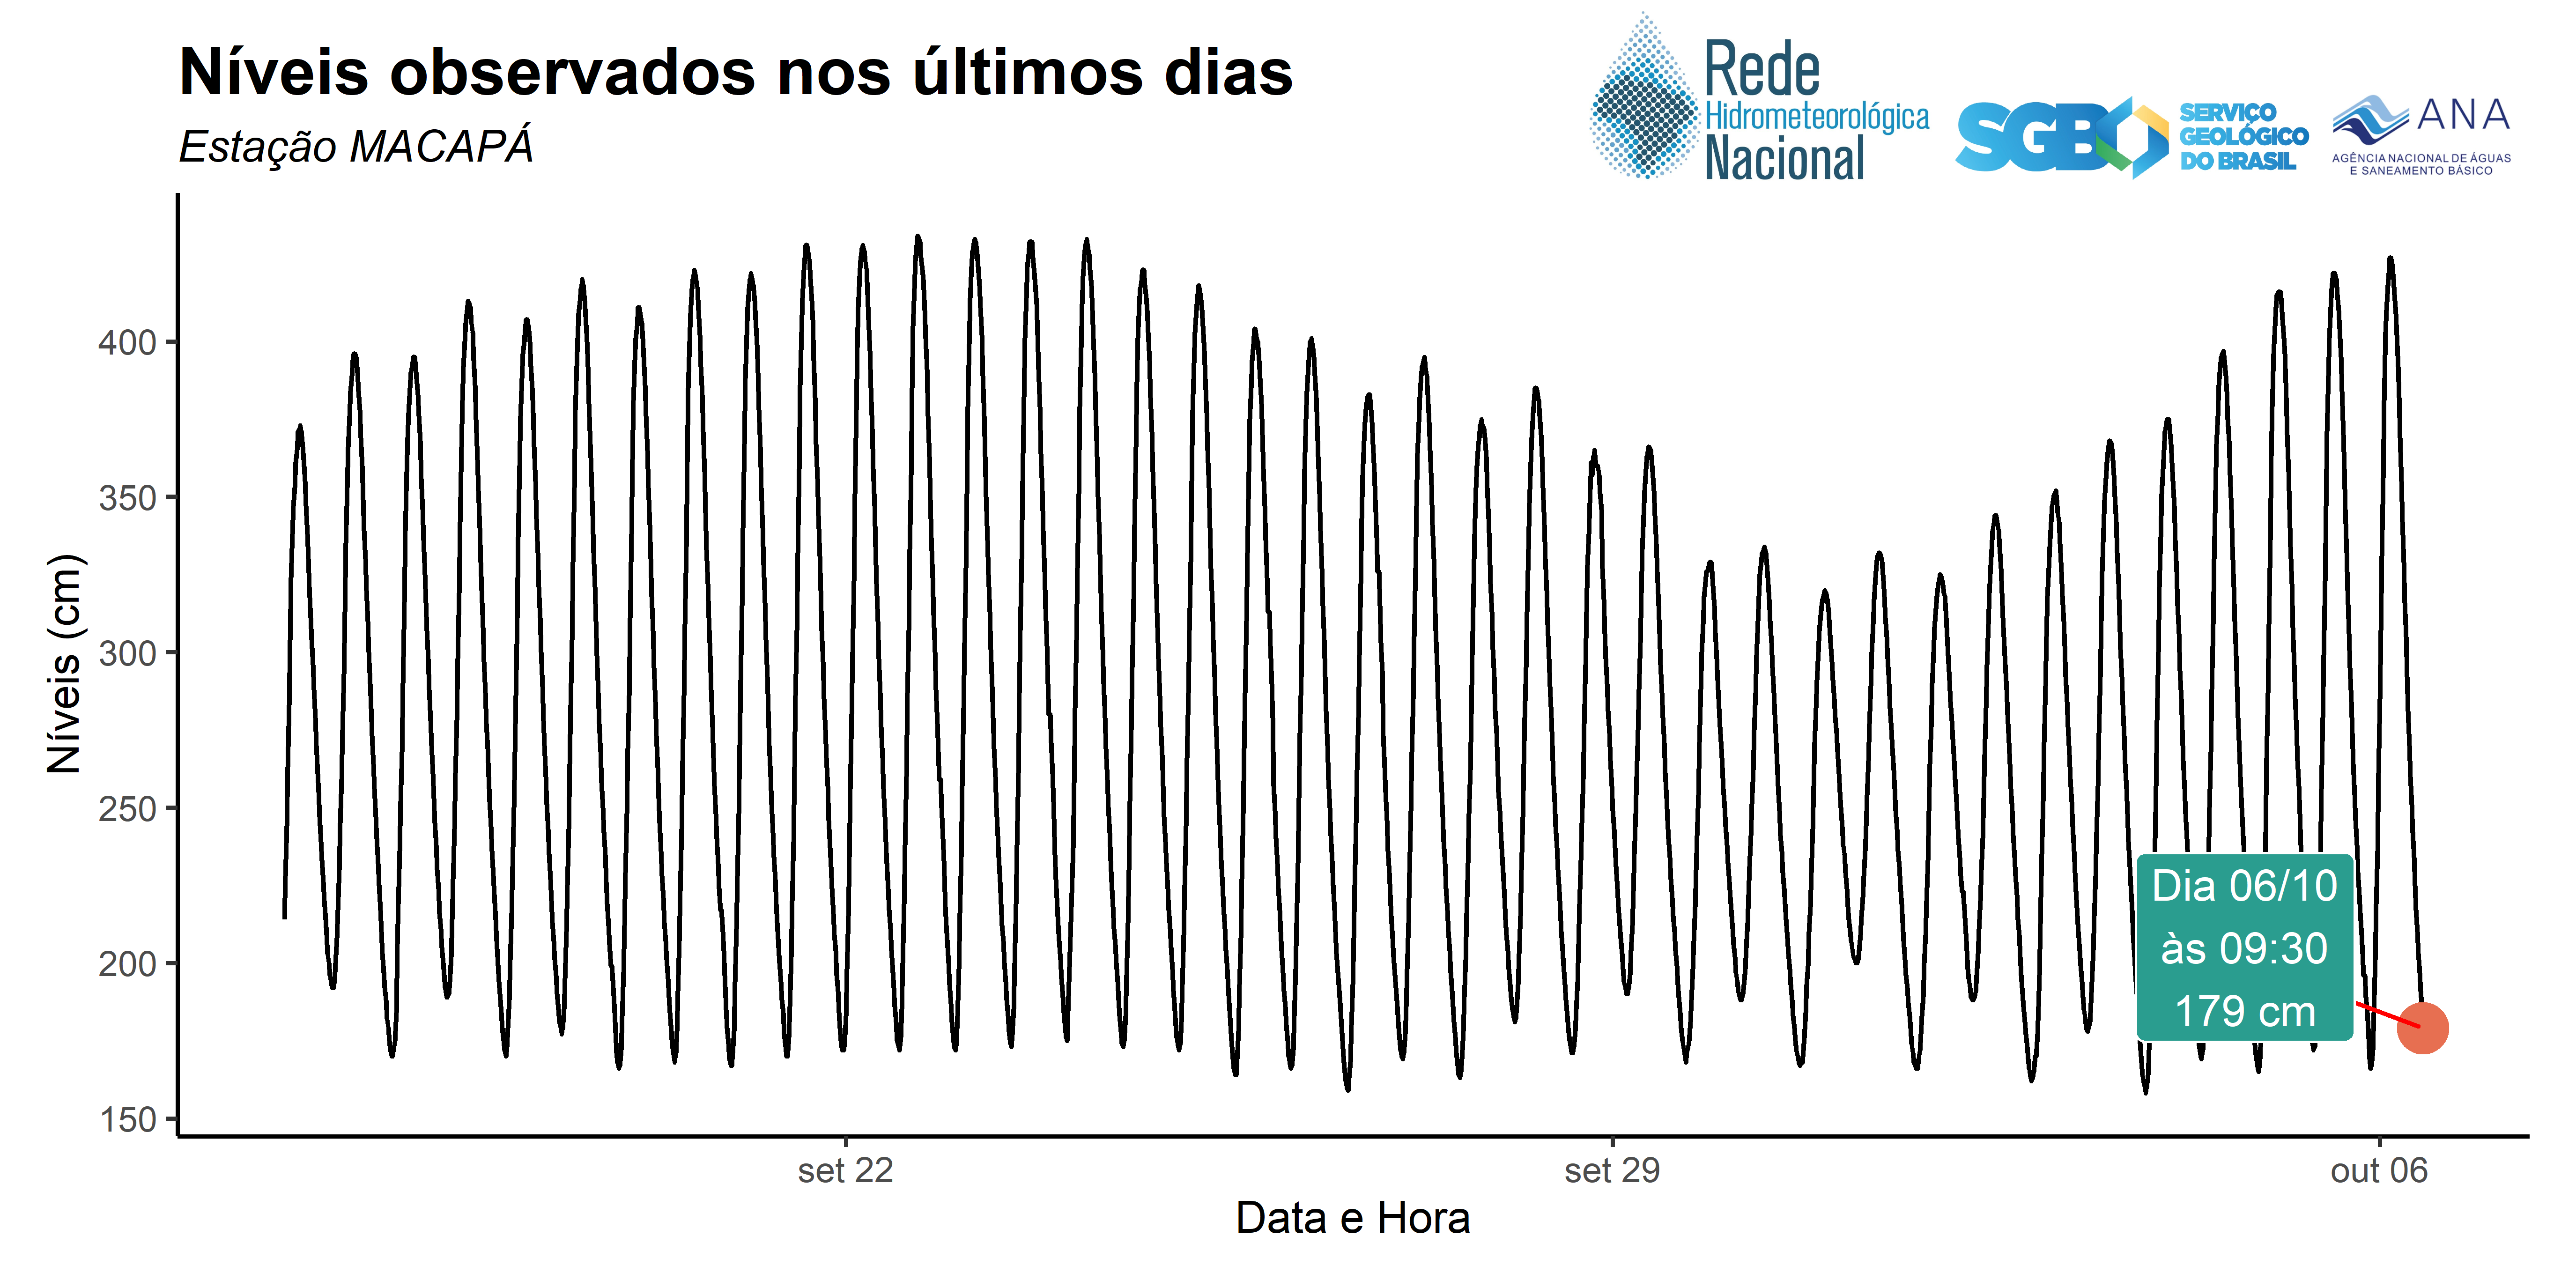 Níveis observados nos últimos dias
Estação MACAPÁ
Rede
Hidrometeorológica
Nacional
SGB
SERVIÇO
GEOLÓGICO
DO BRASIL
ANA
AGÊNCIA NACIONAL DE ÁGUAS
E SANEAMENTO BÁSICO
Níveis (cm)
400
350
300
250
200
150
Dia 06/10
às 09:30
179 cm
set 22
set 29
out 06
Data e Hora